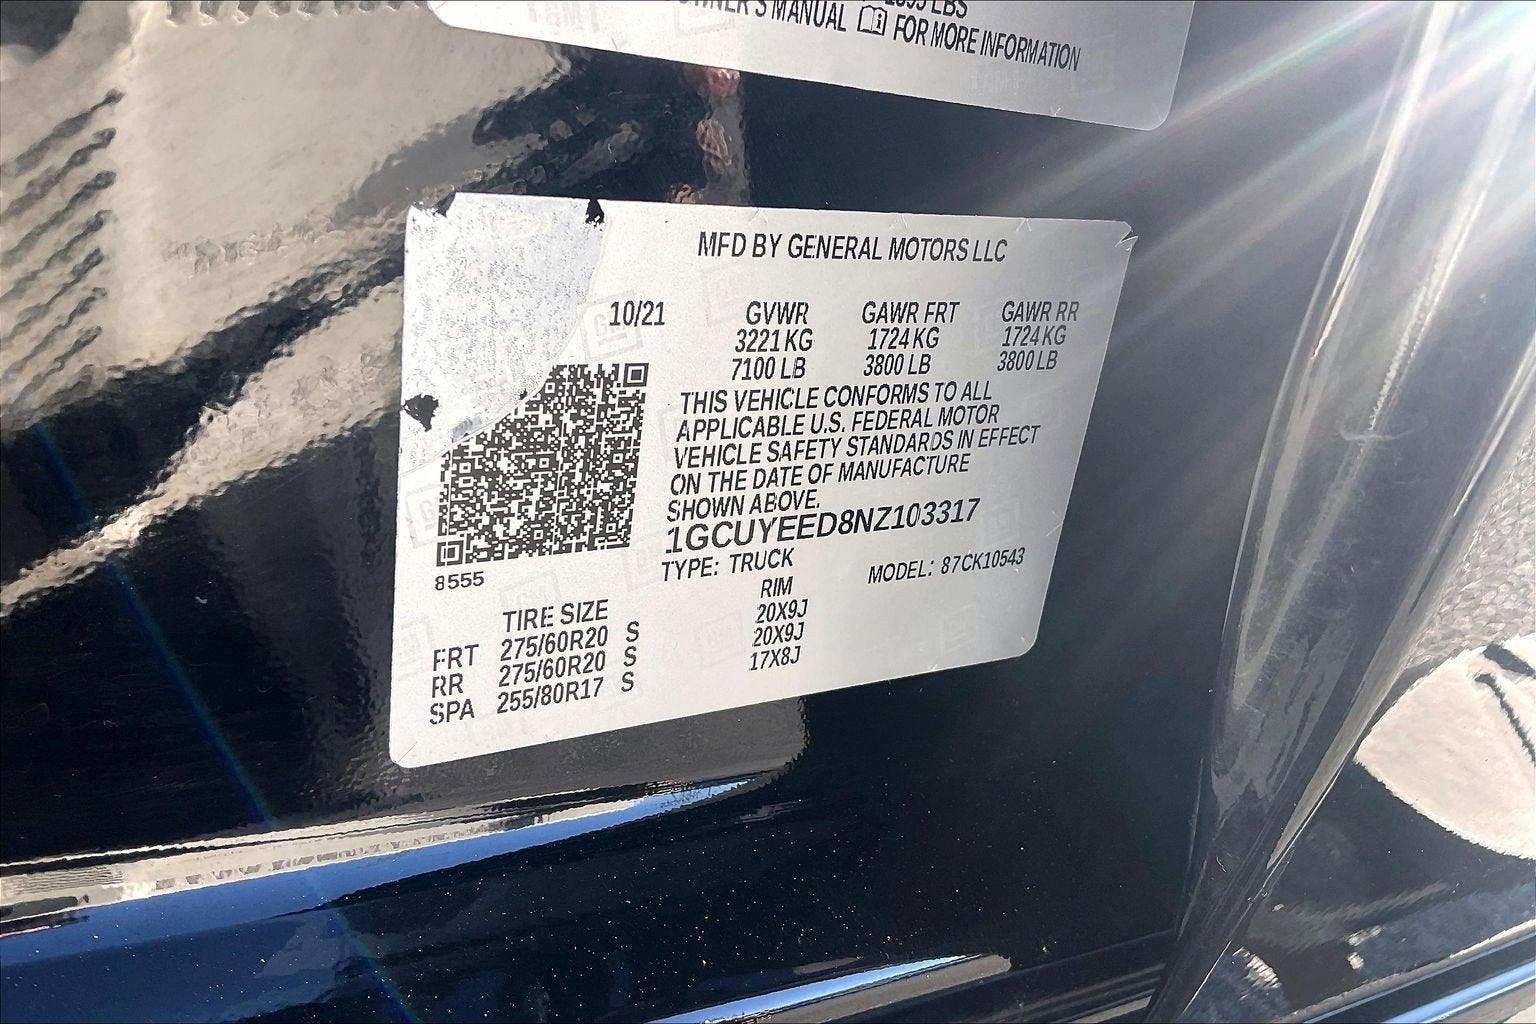 LBS
MANUAL FOR MORE INFORMATION
MFD BY GENERAL MOTORS LLC
10/21 GVWR GAWR FRT GAWR RR
3221 KG 1724 KG 1724 KG
7100 LB 3800 LB 3800 LB
THIS VEHICLE CONFORMS TO ALL
APPLICABLE U.S. FEDERAL MOTOR
VEHICLE SAFETY STANDARDS IN EFFECT
ON THE DATE OF MANUFACTURE
SHOWN ABOVE.
1GCUYEED8NZ103317
TYPE: TRUCK MODEL: 87CK10543
8555
TIRE SIZE RIM
FRT 275/60R20 S 20X9J
RR 275/60R20 S 20X9J
SPA 255/80R17 S 17X8J